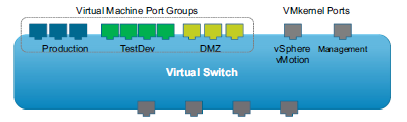 Virtual Machine Port Groups
VMkernel Ports
Production
TestDev
DMZ
vSphere
vMotion
Management
Virtual Switch